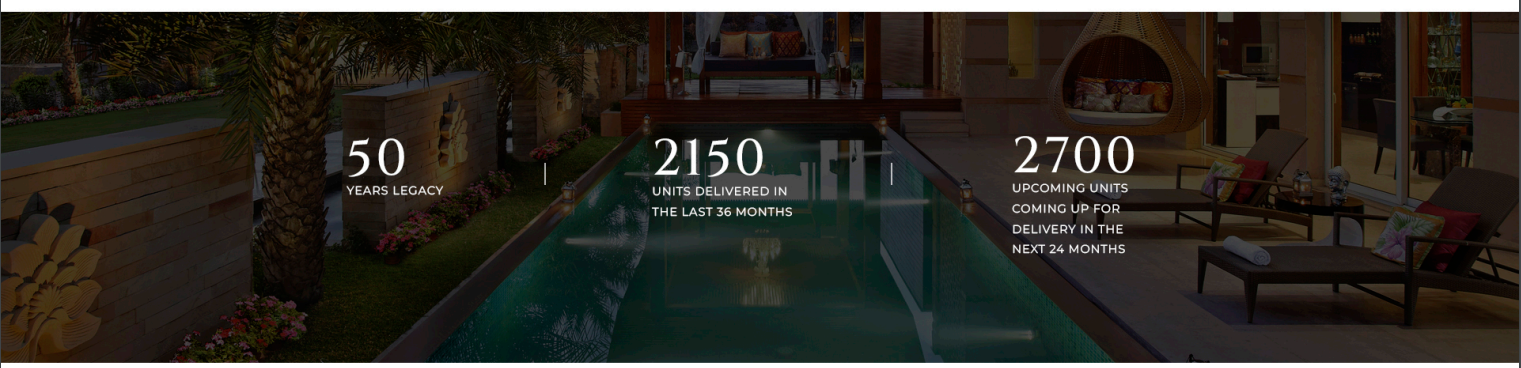 50
YEARS LEGACY
2150
UNITS DELIVERED IN
THE LAST 36 MONTHS
2700
UPCOMING UNITS
COMING UP FOR
DELIVERY IN THE
NEXT 24 MONTHS